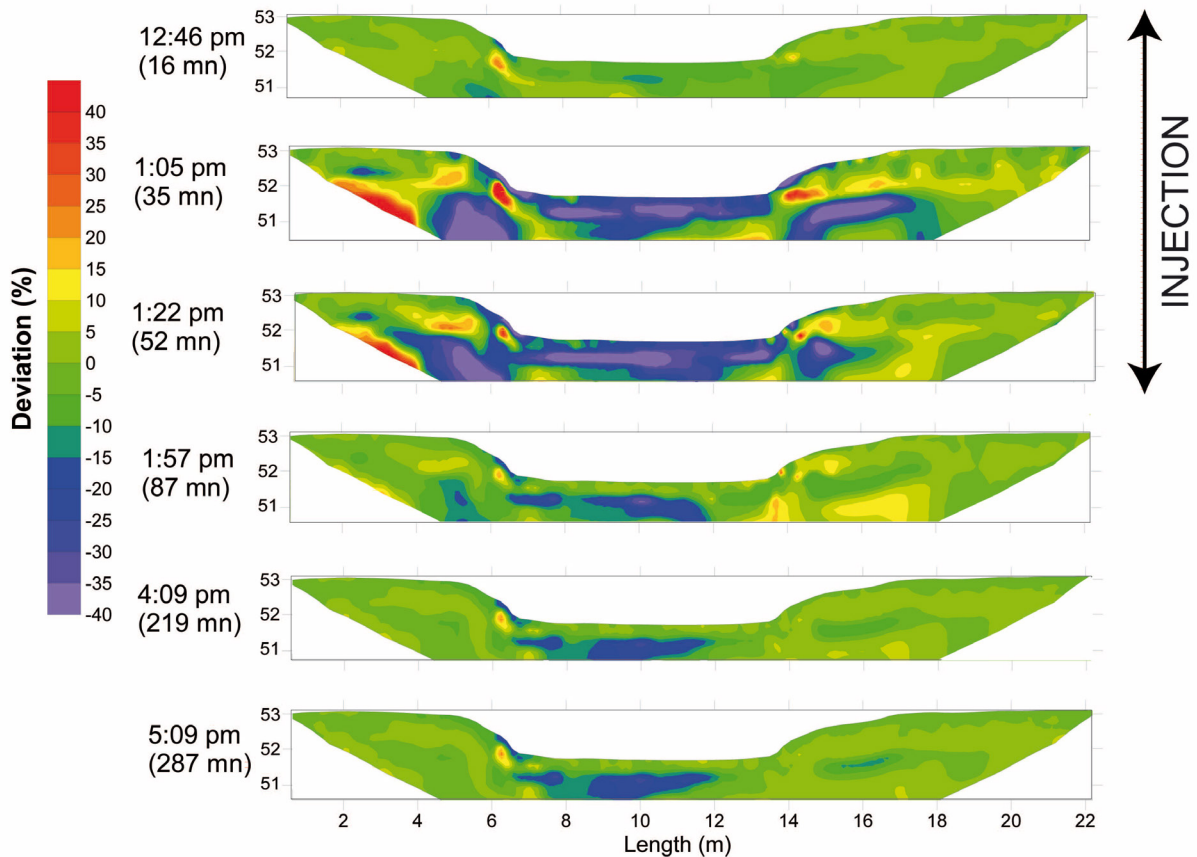 12:46 pm
(16 mn)
53
52
51
1:05 pm
(35 mn)
53
52
51
1:22 pm
(52 mn)
53
52
51
1:57 pm
(87 mn)
53
52
51
4:09 pm
(219 mn)
53
52
51
5:09 pm
(287 mn)
53
52
51
2 4 6 8 10 12 14 16 18 20 22
Length (m)
Deviation (%)
40
35
30
25
20
15
10
5
0
-5
-10
-15
-20
-25
-30
-35
-40
INJECTION